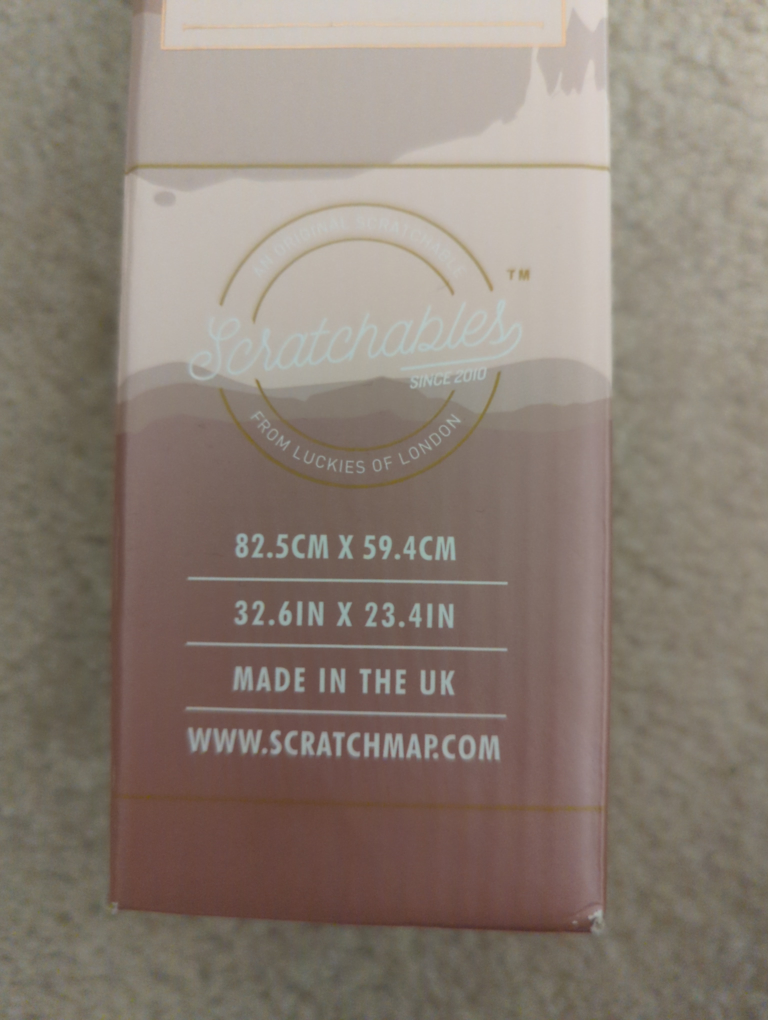 AN ORIGINAL SCRATCHABLE
TM
Scratchables
SINCE 2010
FROM LUCKIES OF LONDON
82.5CM X 59.4CM
32.6IN X 23.4IN
MADE IN THE UK
WWW.SCRATCHMAP.COM